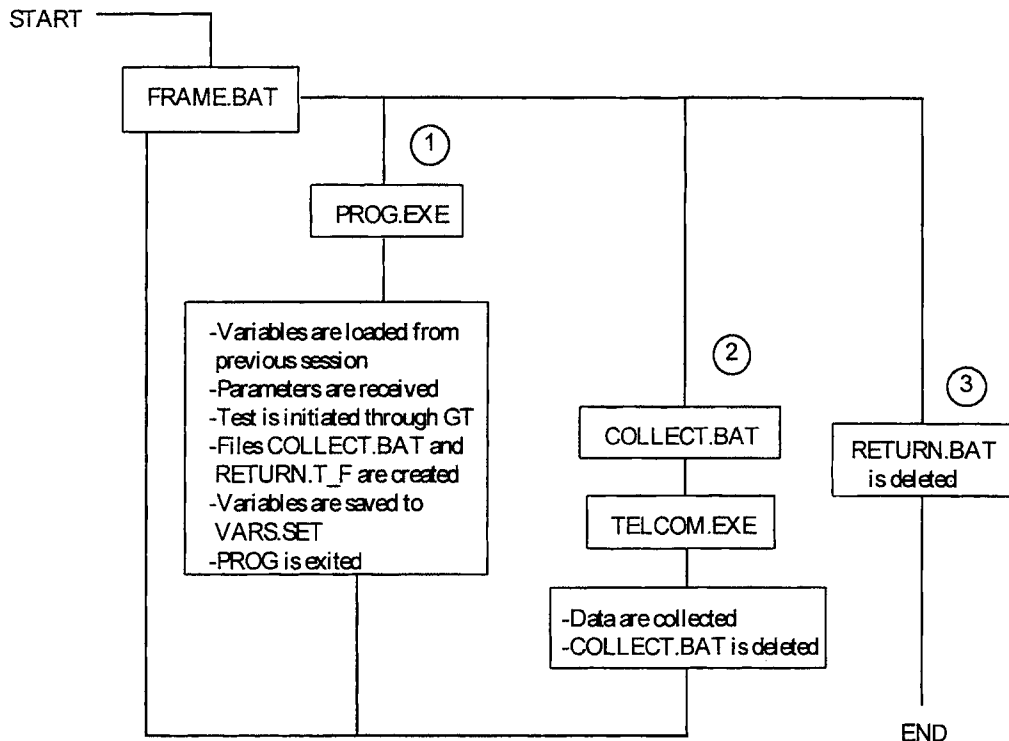 START
FRAME.BAT
1
PROG.EXE
-Variables are loaded from
previous session
-Parameters are received
-Test is initiated through GT
-Files COLLECT.BAT and
RETURN.T_F are created
-Variables are saved to
VARS.SET
-PROG is exited
2
COLLECT.BAT
TELCOM.EXE
-Data are collected
-COLLECT.BAT is deleted
3
RETURN.BAT
is deleted
END